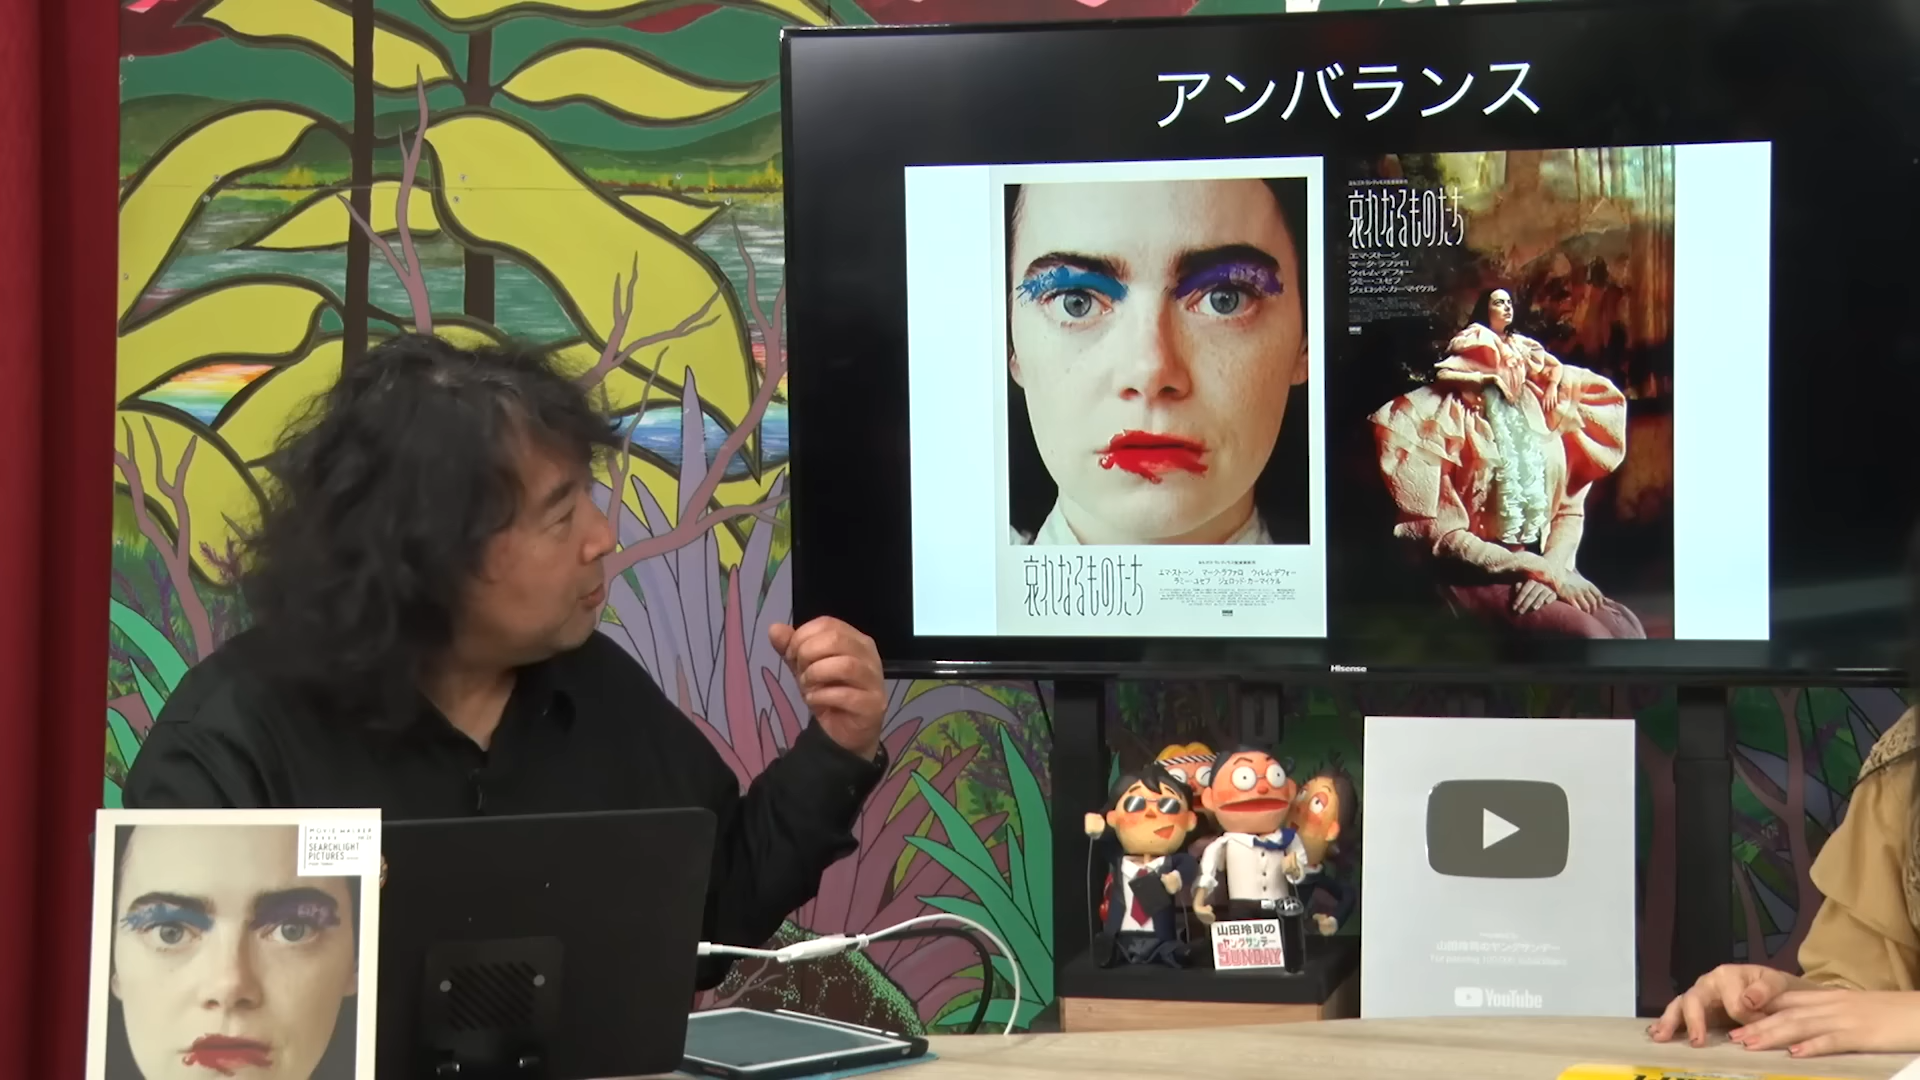 アンバランス
哀れなるものたち
エマ・ストーン マーク・ラファロ ウィレム・デフォー
ラミー・ユセフ ジェロッド・カーマイケル
哀れなるものたち
エマ・ストーン
マーク・ラファロ
ウィレム・デフォー
ラミー・ユセフ
ジェロッド・カーマイケル
Hisense
MOVIE WALKER
SEARCHLIGHT
PICTURES
山田玲司の
ヤングサンデー
SUNDAY
山田玲司のヤングサンデー
YouTube